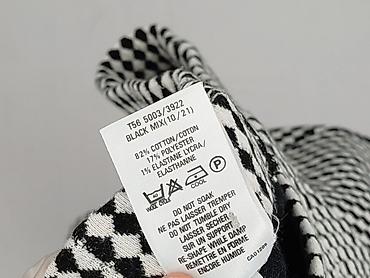 T56 5003/3922
BLACK MIX(10/21)
82% COTTON/COTON
17% POLYESTER
1% ELASTANE LYCRA/
ELASTHANNE
COOL
DO NOT SOAK
NE PAS LAISSER TREMPER
DO NOT TUMBLE DRY
LAISSER SECHER
SUR UN SUPPORT
RE-SHAPE WHILE DAMP
REMETTRE EN FORME
ENCORE HUMIDE